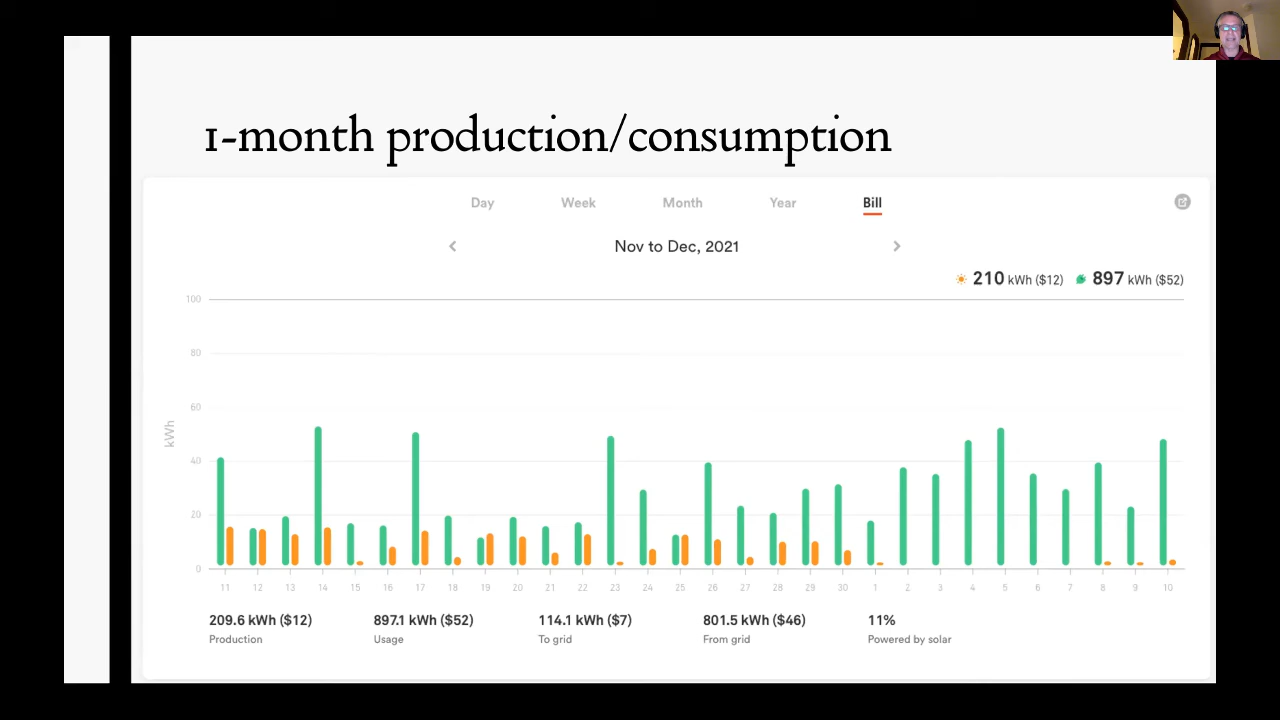 1-month production/consumption
Day Week Month Year Bill
Nov to Dec, 2021
210 kWh ($12) 897 kWh ($52)
100
80
60
40
20
0
kWh
11 12 13 14 15 16 17 18 19 20 21 22 23 24 25 26 27 28 29 30 1 2 3 4 5 6 7 8 9 10
209.6 kWh ($12) 897.1 kWh ($52) 114.1 kWh ($7) 801.5 kWh ($46) 11%
Production Usage To grid From grid Powered by solar